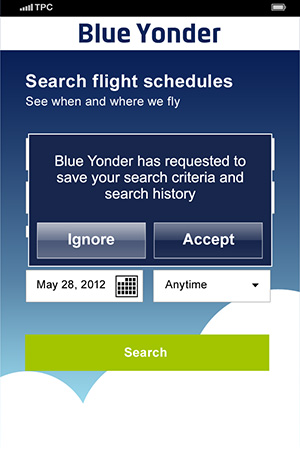 TPC
Blue Yonder
Search flight schedules
See when and where we fly
Blue Yonder has requested to
save your search criteria and
search history
Ignore Accept
May 28, 2012 Anytime
Search